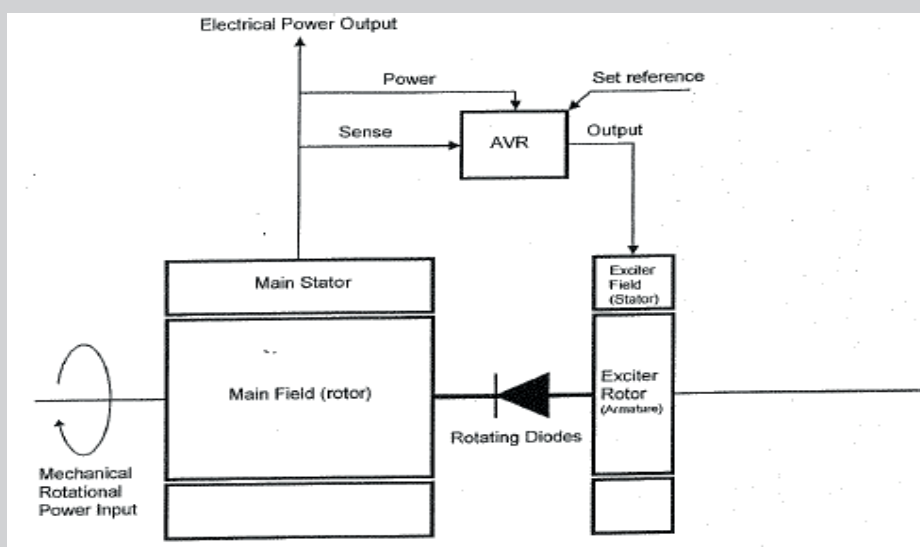 Electrical Power Output
Power
Set reference
Sense
AVR
Output
Main Stator
Exciter
Field
(Stator)
Main Field (rotor)
Exciter
Rotor
(Armature)
Rotating Diodes
Mechanical
Rotational
Power Input